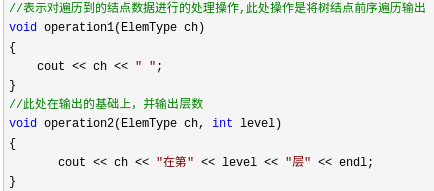 //表示对遍历到的结点数据进行的处理操作,此处操作是将树结点前序遍历输出
void operation1(ElemType ch)
{
    cout << ch << " ";
}
//此处在输出的基础上，并输出层数
void operation2(ElemType ch, int level)
{
       cout << ch << "在第" << level << "层" << endl;
}